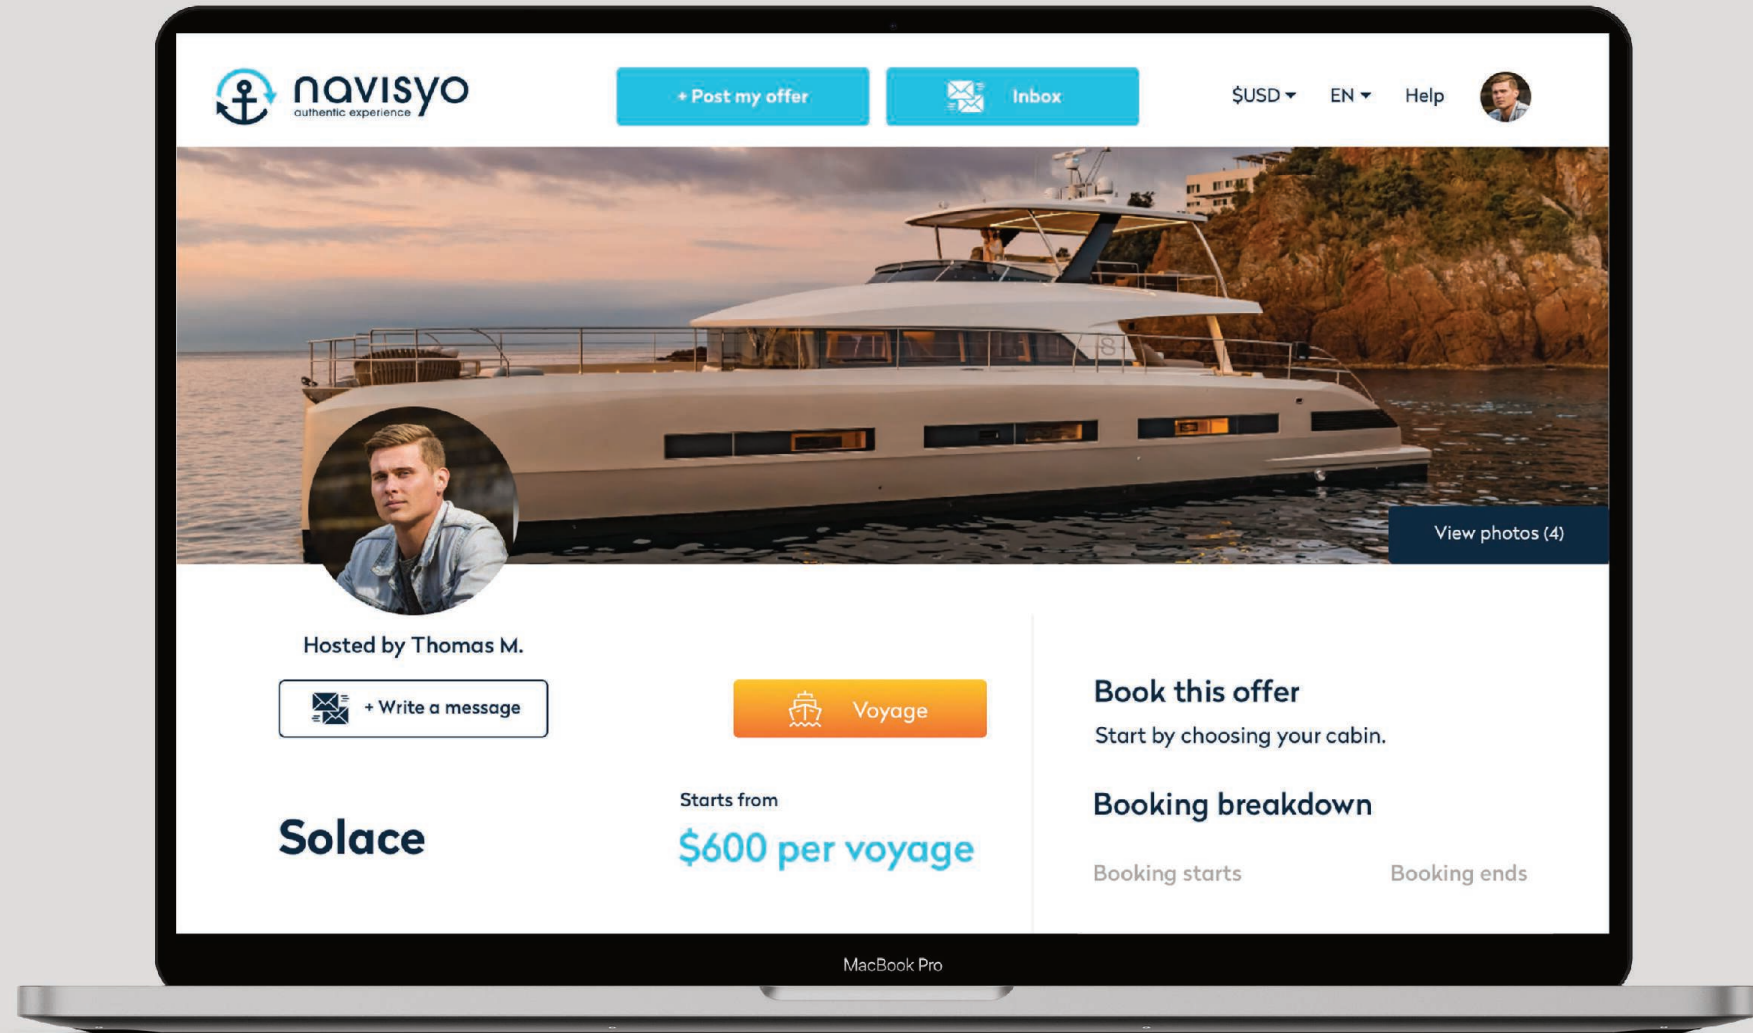 navisyo
authentic experience
+ Post my offer
Inbox
$USD
EN
Help
8
View photos (4)
Hosted by Thomas M.
+ Write a message
Voyage
Solace
Starts from
$600 per voyage
Book this offer
Start by choosing your cabin.
Booking breakdown
Booking starts
Booking ends
MacBook Pro